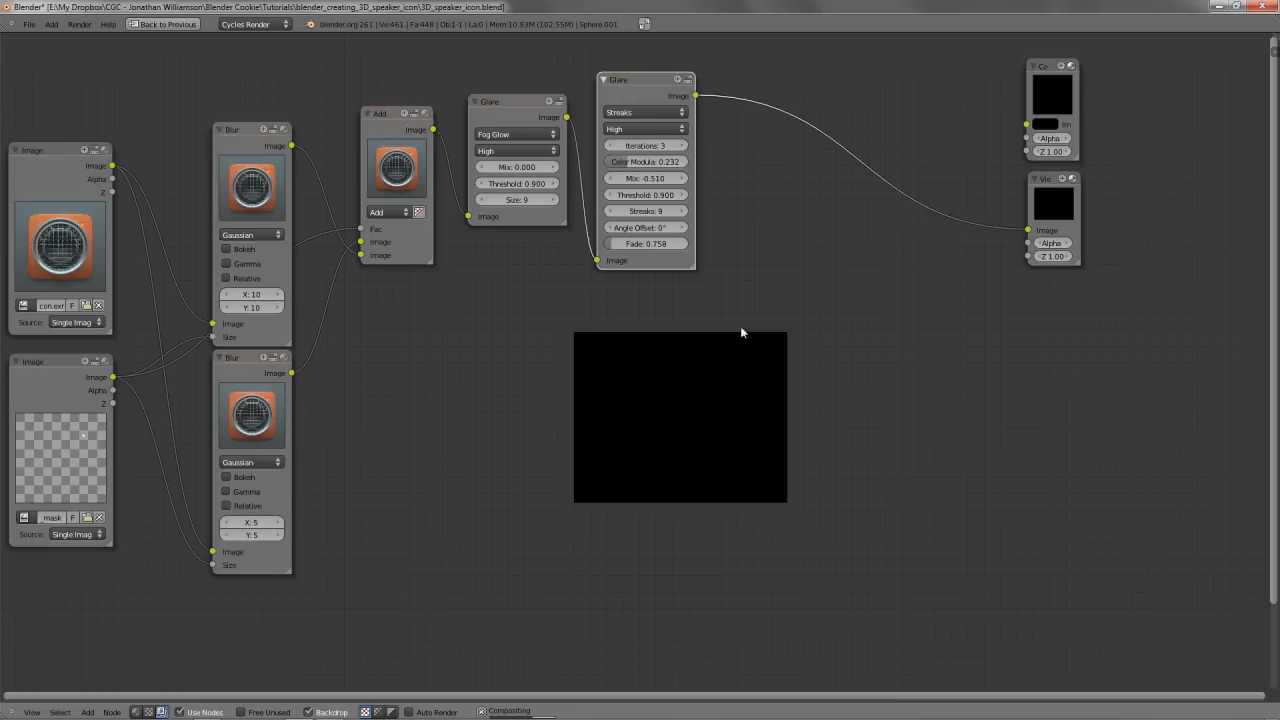 Blender* [E:\My Dropbox\CGC - Jonathan Williamson\Blender Cookie\Tutorials\blender_creating_3D_speaker_icon\3D_speaker_icon.blend]
File Add Render Help Back to Previous Cycles Render blender.org 261 | Ve:461 | Fa:448 | Ob:1-1 | La:0 | Mem:10.93M (102.55M) | Sphere.001
Image
Image
Alpha
Z
con.exr F
Source: Single Imag
Image
Image
Alpha
Z
_mask F
Source: Single Imag
Blur
Image
Gaussian
Bokeh
Gamma
Relative
X: 10
Y: 10
Image
Size
Blur
Image
Gaussian
Bokeh
Gamma
Relative
X: 5
Y: 5
Image
Size
Add
Image
Add
Fac
Image
Image
Glare
Image
Fog Glow
High
Mix: 0.000
Threshold: 0.900
Size: 9
Image
Glare
Image
Streaks
High
Iterations: 3
Color Modula: 0.232
Mix: -0.510
Threshold: 0.900
Streaks: 9
Angle Offset: 0°
Fade: 0.758
Image
Co
Im
Alpha
Z 1.00
Vie
Image
Alpha
Z 1.00
View Select Add Node Use Nodes Free Unused Backdrop Auto Render Compositing